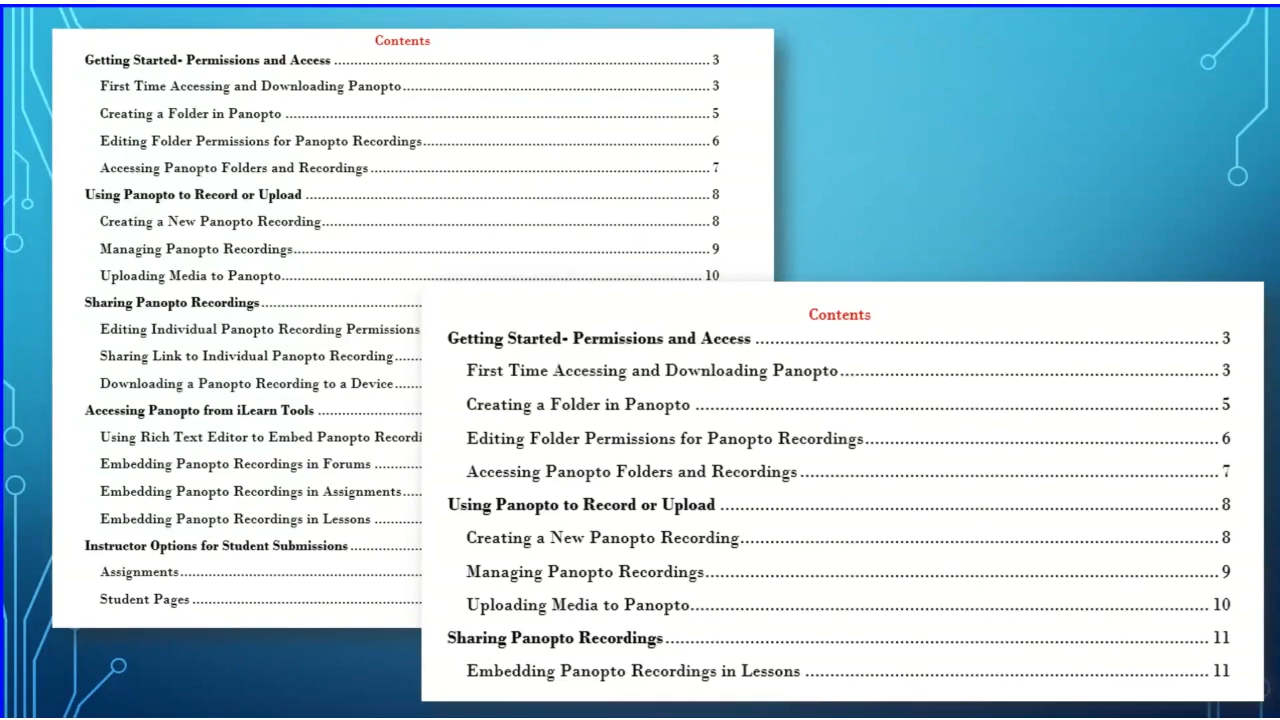 Contents
Getting Started- Permissions and Access ........ 3
First Time Accessing and Downloading Panopto ........ 3
Creating a Folder in Panopto ........ 5
Editing Folder Permissions for Panopto Recordings ........ 6
Accessing Panopto Folders and Recordings ........ 7
Using Panopto to Record or Upload ........ 8
Creating a New Panopto Recording ........ 8
Managing Panopto Recordings ........ 9
Uploading Media to Panopto ........ 10
Sharing Panopto Recordings ........
Editing Individual Panopto Recording Permissions
Sharing Link to Individual Panopto Recording ........
Downloading a Panopto Recording to a Device ........
Accessing Panopto from iLearn Tools ........
Using Rich Text Editor to Embed Panopto Recordi
Embedding Panopto Recordings in Forums ........
Embedding Panopto Recordings in Assignments ........
Embedding Panopto Recordings in Lessons ........
Instructor Options for Student Submissions ........
Assignments ........
Student Pages ........
Contents
Getting Started- Permissions and Access ........ 3
First Time Accessing and Downloading Panopto ........ 3
Creating a Folder in Panopto ........ 5
Editing Folder Permissions for Panopto Recordings ........ 6
Accessing Panopto Folders and Recordings ........ 7
Using Panopto to Record or Upload ........ 8
Creating a New Panopto Recording ........ 8
Managing Panopto Recordings ........ 9
Uploading Media to Panopto ........ 10
Sharing Panopto Recordings ........ 11
Embedding Panopto Recordings in Lessons ........ 11